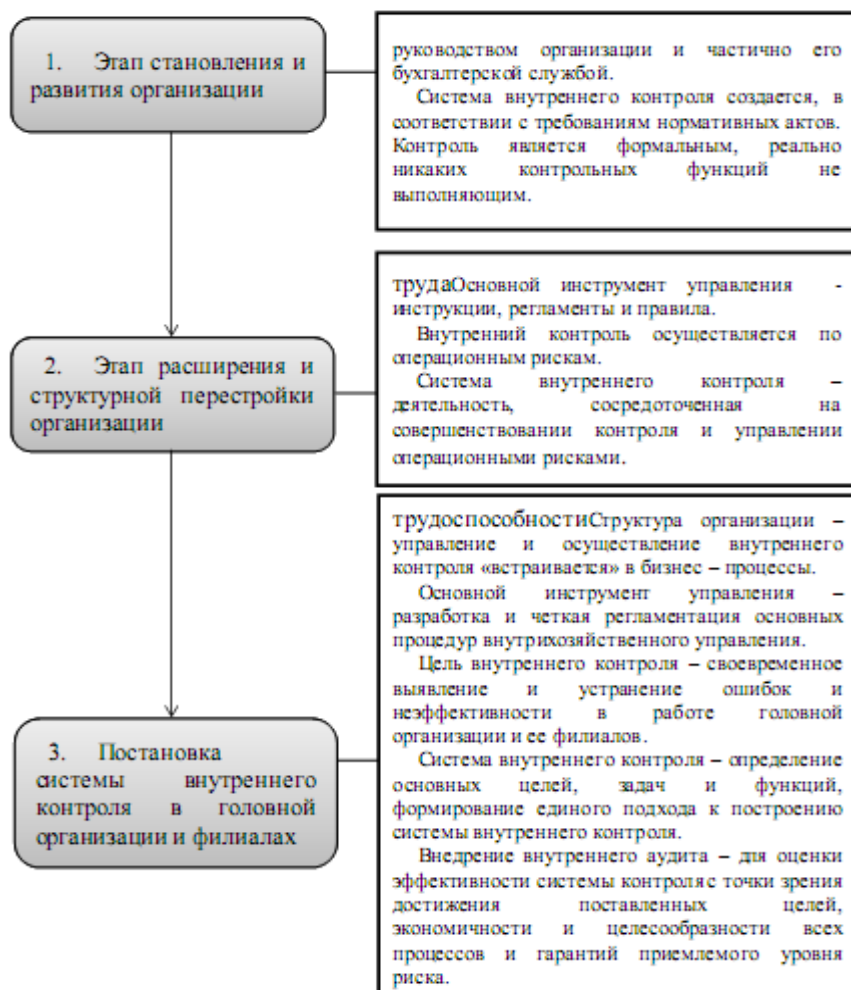 1. Этап становления и
развития организации
руководством организации и частично его
бухгалтерской службой.
Система внутреннего контроля создается, в
соответствии с требованиям нормативных актов.
Контроль является формальным, реально
никаких контрольных функций не
выполняющим.
2. Этап расширения и
структурной перестройки
организации
трудаОсновной инструмент управления -
инструкции, регламенты и правила.
Внутренний контроль осуществляется по
операционным рискам.
Система внутреннего контроля –
деятельность, сосредоточенная на
совершенствовании контроля и управлении
операционными рисками.
3. Постановка
системы внутреннего
контроля в головной
организации и филиалах
трудоспособностиСтруктура организации –
управление и осуществление внутреннего
контроля «встраивается» в бизнес – процессы.
Основной инструмент управления –
разработка и четкая регламентация основных
процедур внутрихозяйственного управления.
Цель внутреннего контроля – своевременное
выявление и устранение ошибок и
неэффективности в работе головной
организации и ее филиалов.
Система внутреннего контроля – определение
основных целей, задач и функций,
формирование единого подхода к построению
системы внутреннего контроля.
Внедрение внутреннего аудита – для оценки
эффективности системы контроля с точки зрения
достижения поставленных целей,
экономичности и целесообразности всех
процессов и гарантий приемлемого уровня
риска.